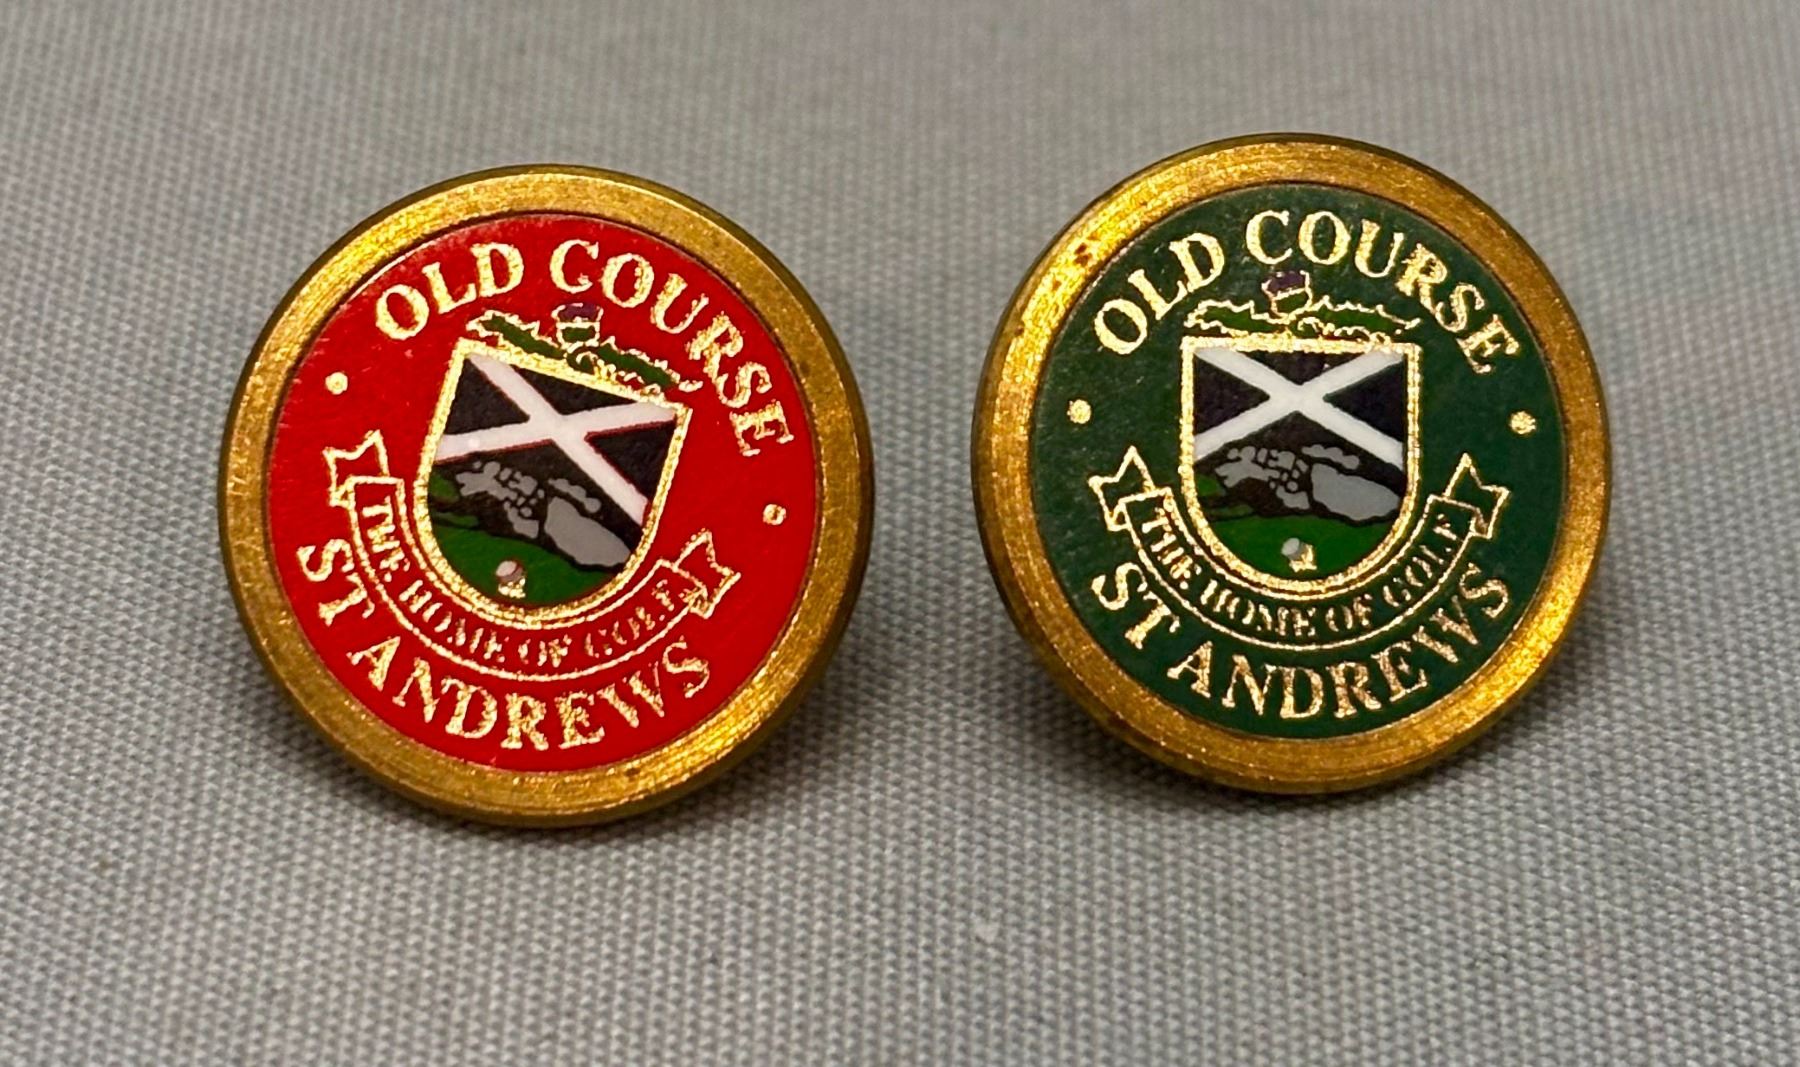 OLD COURSE
THE HOME OF GOLF
ST ANDREWS
OLD COURSE
THE HOME OF GOLF
ST ANDREWS